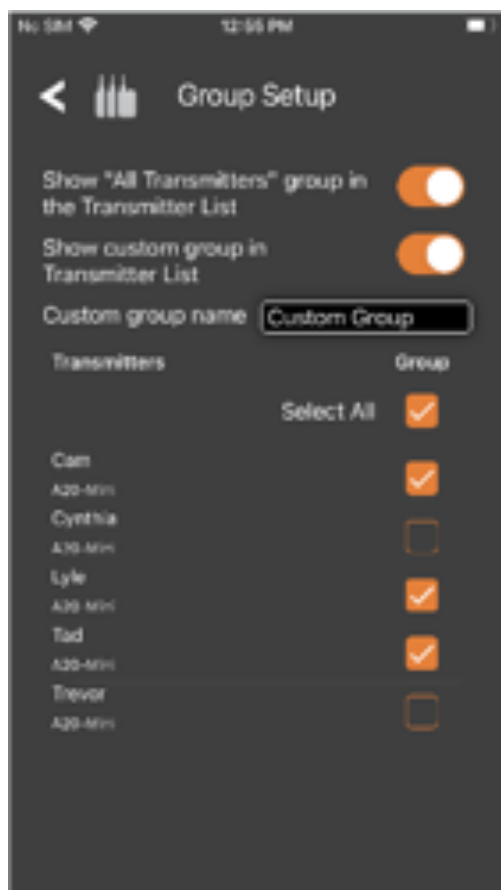 No SIM 12:55 PM
Group Setup
Show "All Transmitters" group in
the Transmitter List
Show custom group in
Transmitter List
Custom group name Custom Group
Transmitters Group
Select All
Cam
A20-Mini
Cynthia
A20-Mini
Lyle
A20-Mini
Tad
A20-Mini
Trevor
A20-Mini